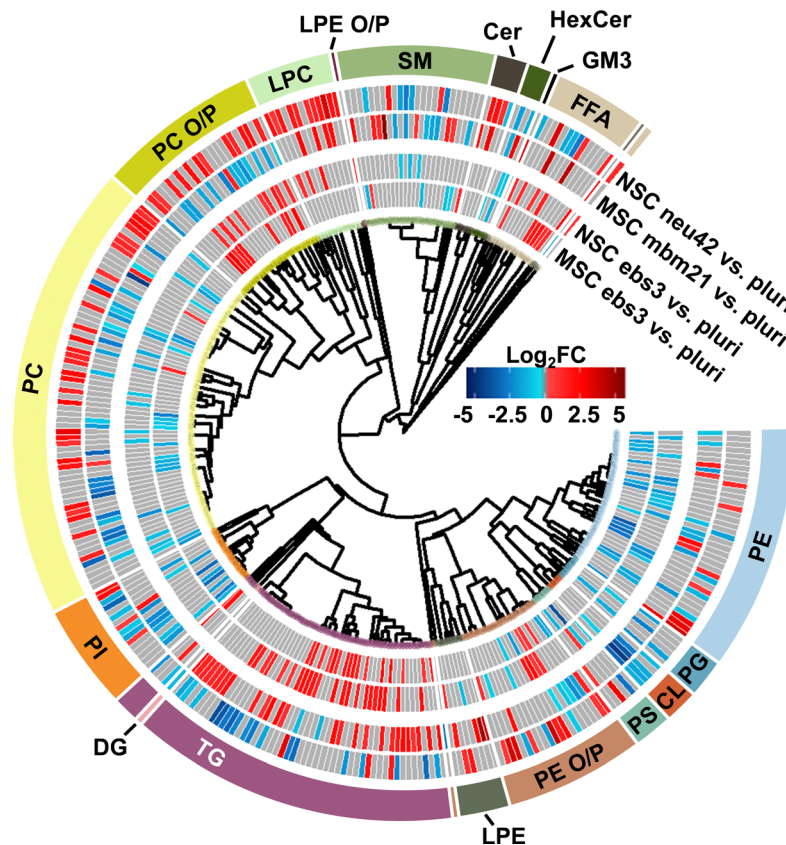 LPE O/P
HexCer
Cer
GM3
SM
LPC
FFA
PC O/P
NSC neu42 vs. pluri
MSC mbm21 vs. pluri
NSC ebs3 vs. pluri
MSC ebs3 vs. pluri
Log2FC
-5 -2.5 0 2.5 5
PC
PE
PI
PG
CL
PS
DG
TG
PE O/P
LPE